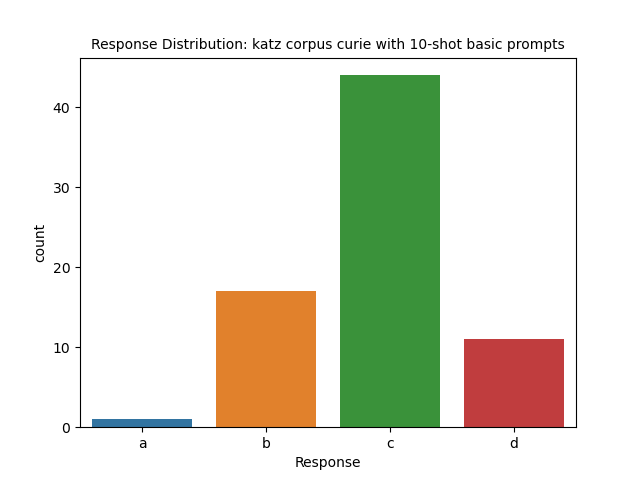 Response Distribution: katz corpus curie with 10-shot basic prompts
40
30
20
10
0
count
a b c d
Response